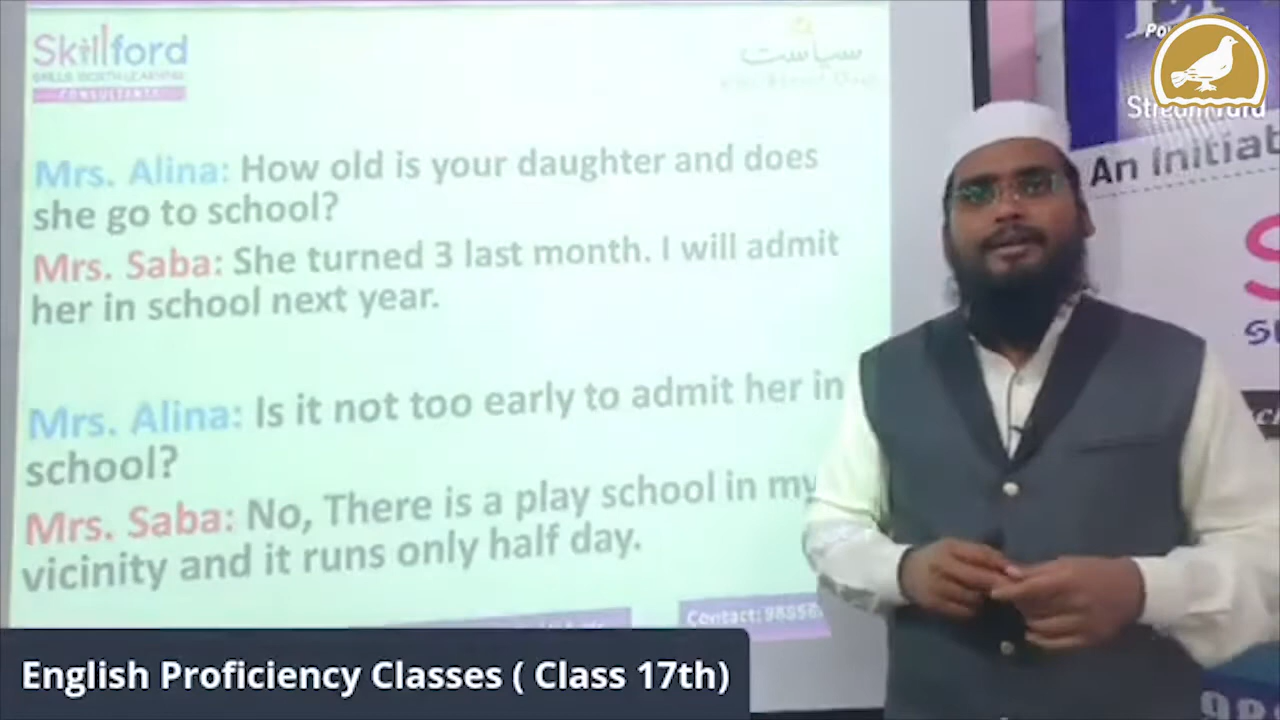 Skillford
SKILLS WORTH LEARNING
CONSULTANTS
سیاست
Mrs. Alina: How old is your daughter and does
she go to school?
Mrs. Saba: She turned 3 last month. I will admit
her in school next year.
Mrs. Alina: Is it not too early to admit her in
school?
Mrs. Saba: No, There is a play school in my
vicinity and it runs only half day.
Contact:
An Initiat
English Proficiency Classes ( Class 17th)